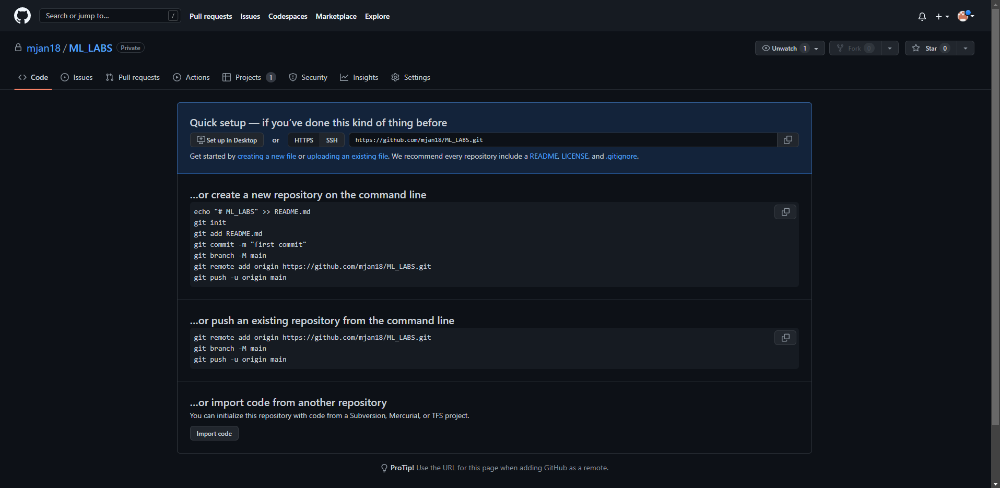 Search or jump to... /
Pull requests Issues Codespaces Marketplace Explore
mjan18 / ML_LABS Private
Unwatch 1 Fork 0 Star 0
Code Issues Pull requests Actions Projects 1 Security Insights Settings
Quick setup — if you’ve done this kind of thing before
Set up in Desktop or HTTPS SSH https://github.com/mjan18/ML_LABS.git
Get started by creating a new file or uploading an existing file. We recommend every repository include a README, LICENSE, and .gitignore.
…or create a new repository on the command line
echo "# ML_LABS" >> README.md
git init
git add README.md
git commit -m "first commit"
git branch -M main
git remote add origin https://github.com/mjan18/ML_LABS.git
git push -u origin main
…or push an existing repository from the command line
git remote add origin https://github.com/mjan18/ML_LABS.git
git branch -M main
git push -u origin main
…or import code from another repository
You can initialize this repository with code from a Subversion, Mercurial, or TFS project.
Import code
ProTip! Use the URL for this page when adding GitHub as a remote.